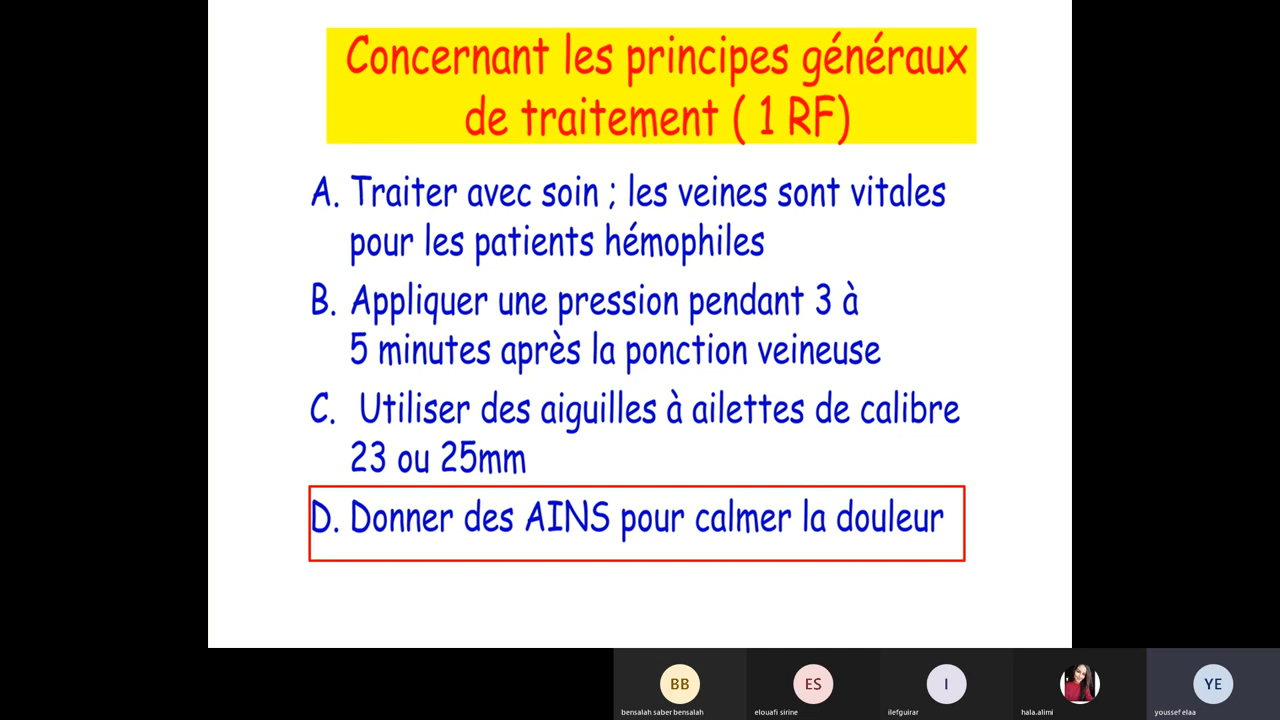 Concernant les principes généraux
de traitement ( 1 RF)
A. Traiter avec soin ; les veines sont vitales
pour les patients hémophiles
B. Appliquer une pression pendant 3 à
5 minutes après la ponction veineuse
C. Utiliser des aiguilles à ailettes de calibre
23 ou 25mm
D. Donner des AINS pour calmer la douleur
BB ES I YE
bensalah saber bensalah elouafi sirine ilefguirar hala.alimi youssef elaa